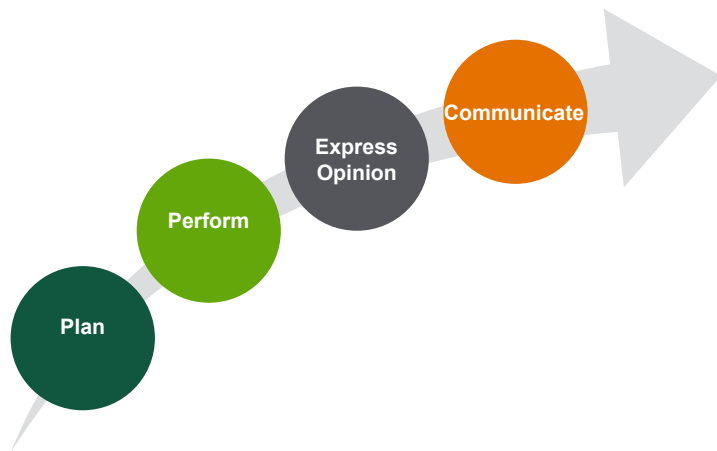 Plan
Perform
Express
Opinion
Communicate